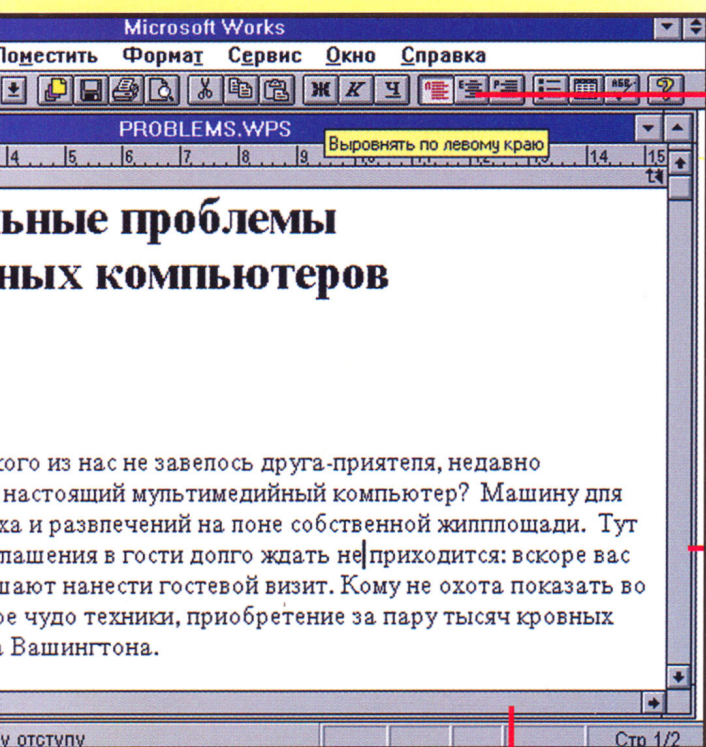 Microsoft Works
Поместить Формат Сервис Окно Справка
Ж К Ч АБВ ?
PROBLEMS.WPS
Выровнять по левому краю
4 5 6 7 8 9 14 15
ьные проблемы
ных компьютеров
кого из нас не завелось друга-приятеля, недавно
настоящий мультимедийный компьютер? Машину для
ха и развлечений на лоне собственной жилплощади. Тут
лашения в гости долго ждать не приходится: вскоре вас
шают нанести гостевой визит. Кому не охота показать во
ое чудо техники, приобретение за пару тысяч кровных
а Вашингтона.
у отступу Стр 1/2